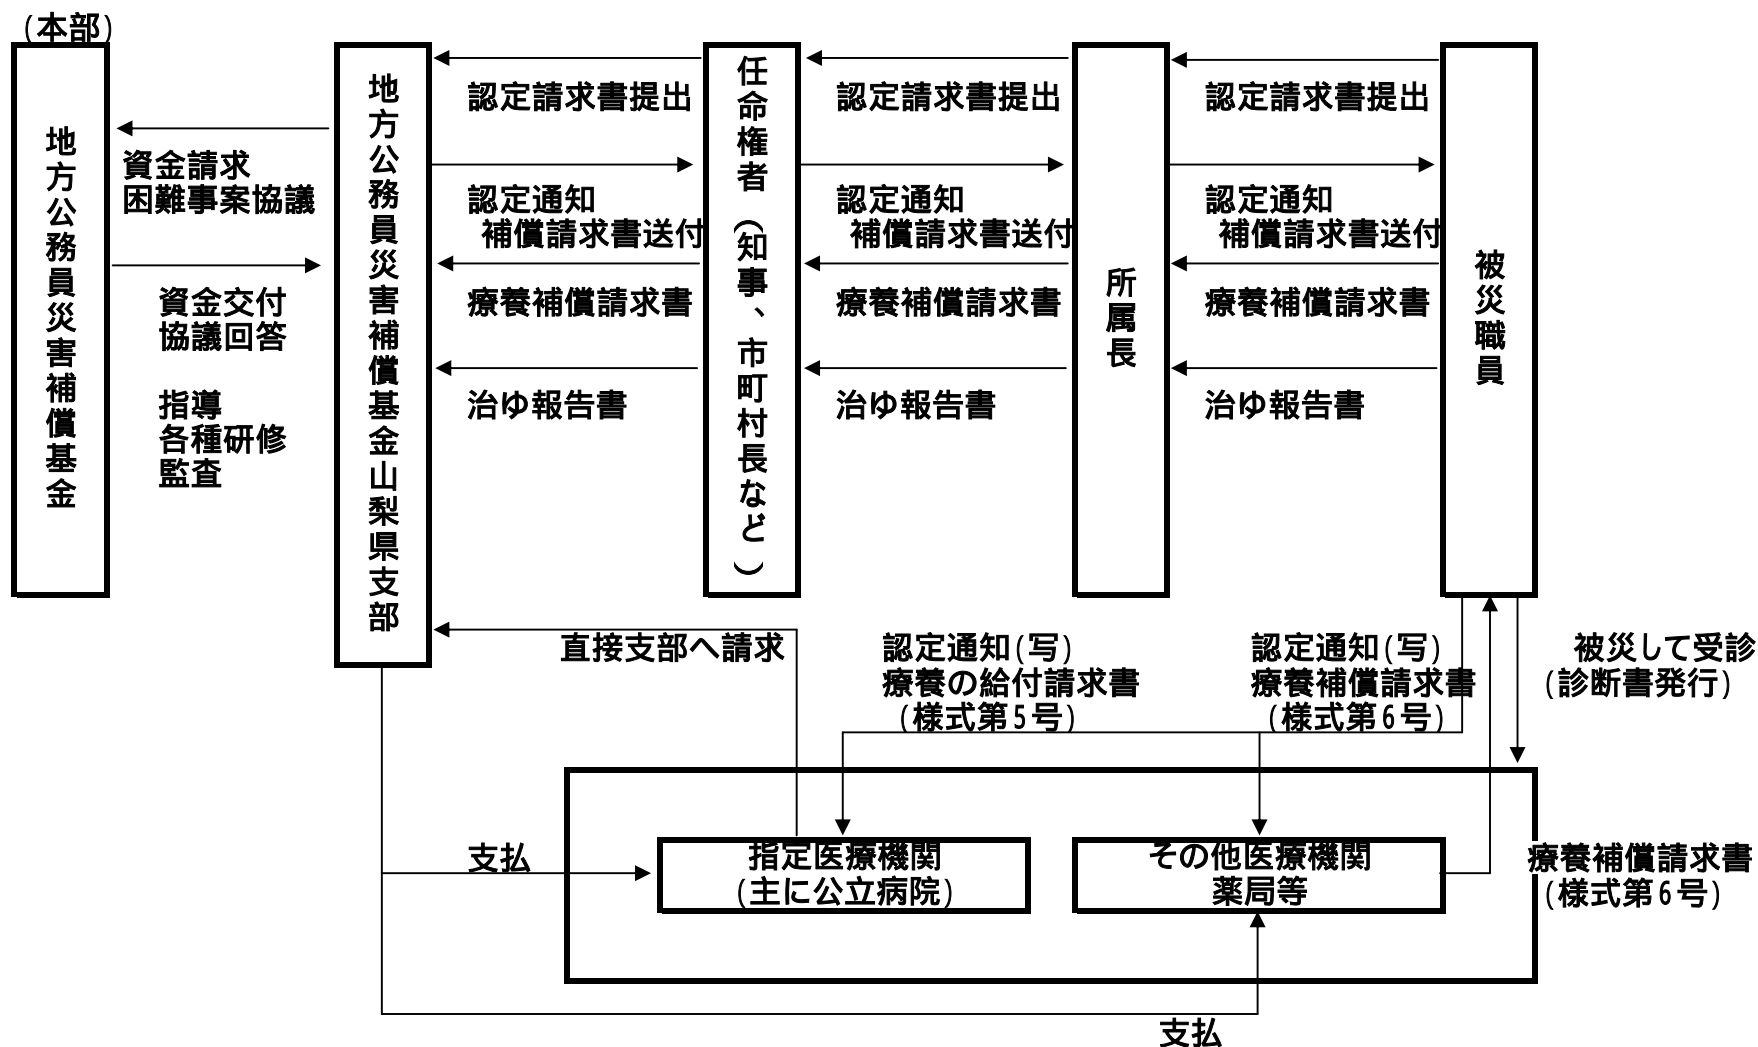 (本部)
地方公務員災害補償基金
資金請求
困難事案協議
資金交付
協議回答
指導
各種研修
監査
地方公務員災害補償基金山梨県支部
認定請求書提出
認定通知
補償請求書送付
療養補償請求書
治ゆ報告書
任命権者(知事、市町村長など)
認定請求書提出
認定通知
補償請求書送付
療養補償請求書
治ゆ報告書
所属長
認定請求書提出
認定通知
補償請求書送付
療養補償請求書
治ゆ報告書
被災職員
直接支部へ請求
認定通知(写)
療養の給付請求書
(様式第5号)
認定通知(写)
療養補償請求書
(様式第6号)
被災して受診
(診断書発行)
支払
指定医療機関
(主に公立病院)
その他医療機関
薬局等
療養補償請求書
(様式第6号)
支払